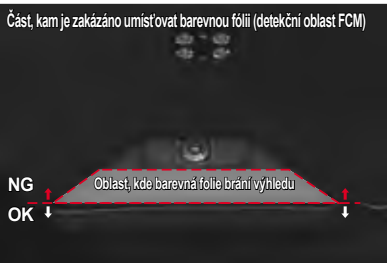 Část, kam je zakázáno umísťovat barevnou fólii (detekční oblast FCM)
Oblast, kde barevná folie brání výhledu
NG
OK